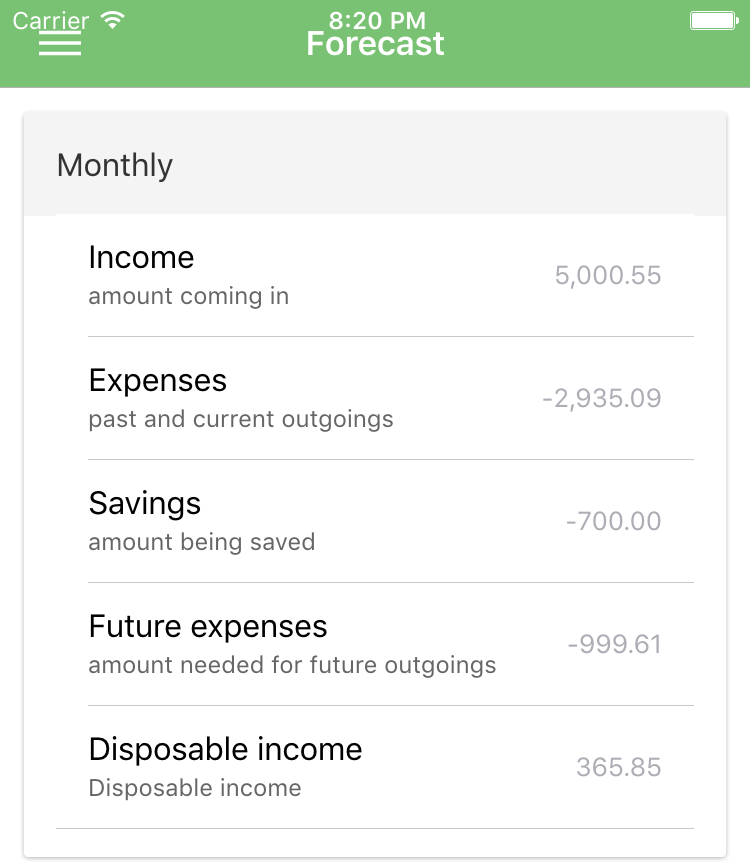 Carrier 8:20 PM
Forecast
Monthly
Income
amount coming in
5,000.55
Expenses
past and current outgoings
-2,935.09
Savings
amount being saved
-700.00
Future expenses
amount needed for future outgoings
-999.61
Disposable income
Disposable income
365.85